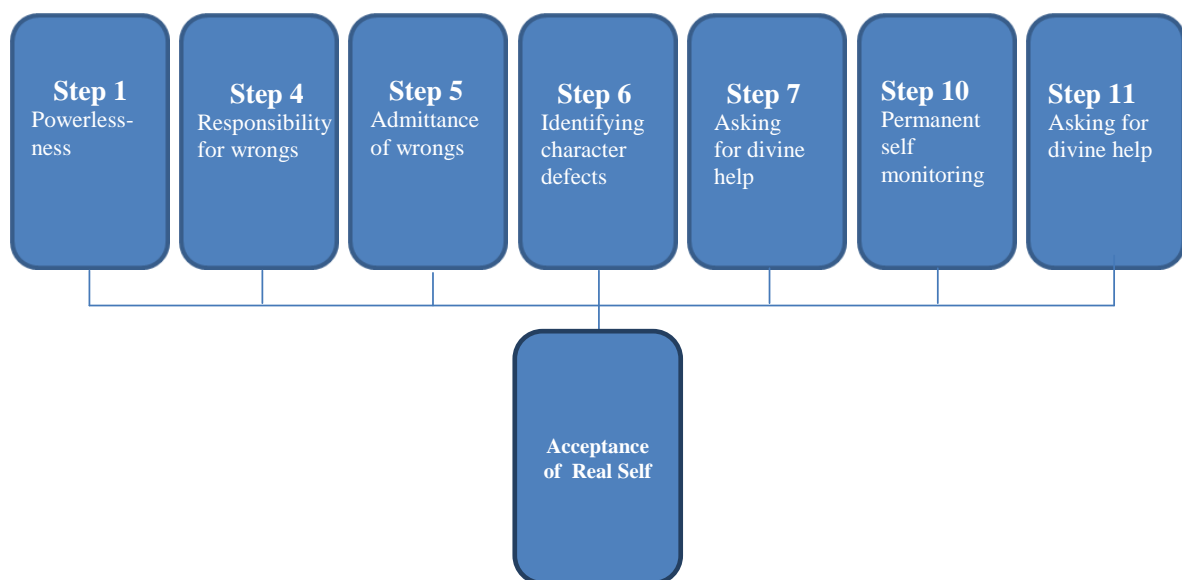 Step 1
Powerless-
ness
Step 4
Responsibility
for wrongs
Step 5
Admittance
of wrongs
Step 6
Identifying
character
defects
Step 7
Asking
for divine
help
Step 10
Permanent
self
monitoring
Step 11
Asking for
divine help
Acceptance
of Real Self